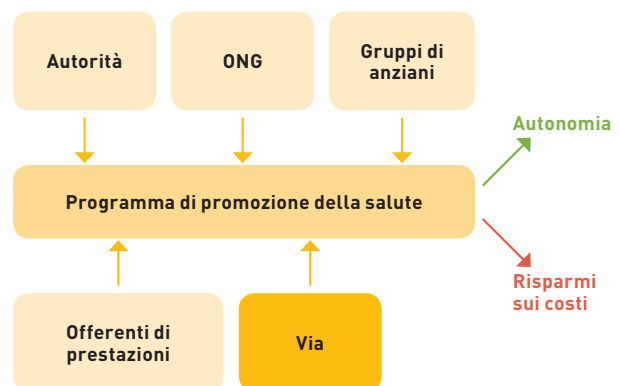 Autorità
ONG
Gruppi di
anziani
Autonomia
Programma di promozione della salute
Risparmi
sui costi
Offerenti di
prestazioni
Via